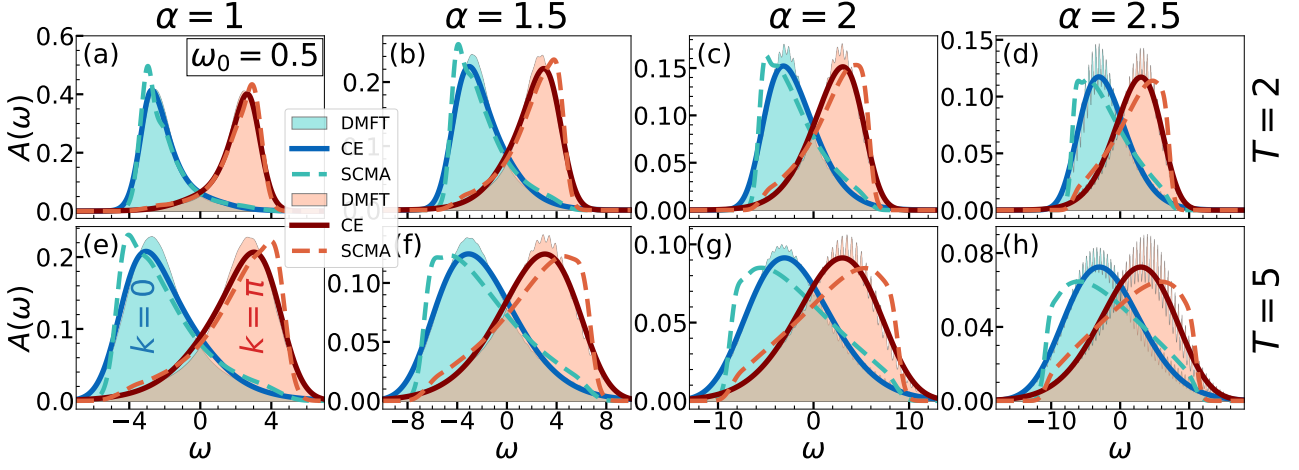 α = 1
α = 1.5
α = 2
α = 2.5
(a)
ω₀ = 0.5
(b)
(c)
(d)
A(ω)
0.6
0.4
0.2
0.0
0.2
0.1
0.0
0.15
0.10
0.05
0.00
0.15
0.10
0.05
0.00
T = 2
DMFT
CE
SCMA
DMFT
CE
SCMA
(e)
(f)
(g)
(h)
k = 0
k = π
A(ω)
0.2
0.1
0.0
0.10
0.05
0.00
0.10
0.05
0.00
0.08
0.04
0.00
T = 5
−4 0 4
−8 −4 0 4 8
−10 0 10
−10 0 10
ω
ω
ω
ω